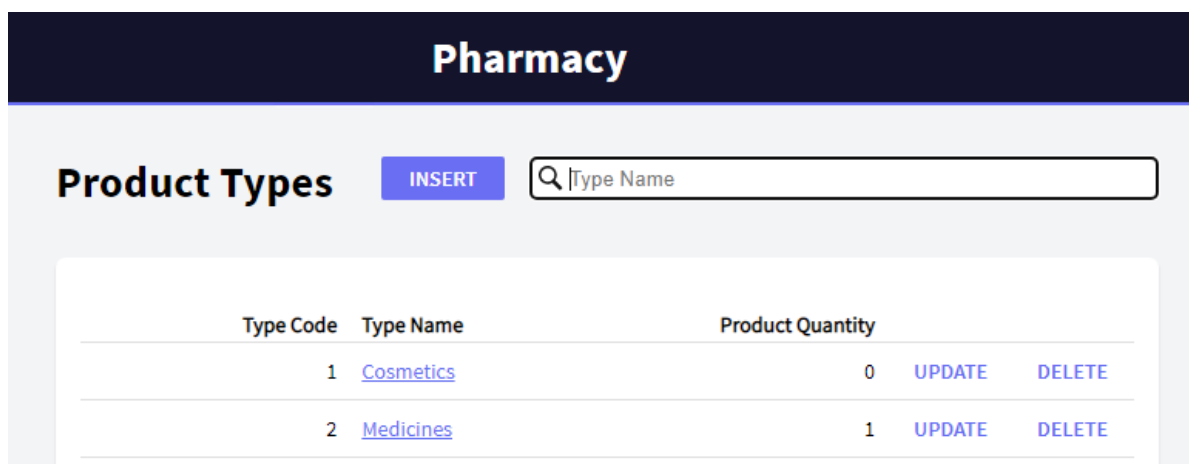 Pharmacy
Product Types INSERT Type Name
Type Code Type Name Product Quantity
1 Cosmetics 0 UPDATE DELETE
2 Medicines 1 UPDATE DELETE